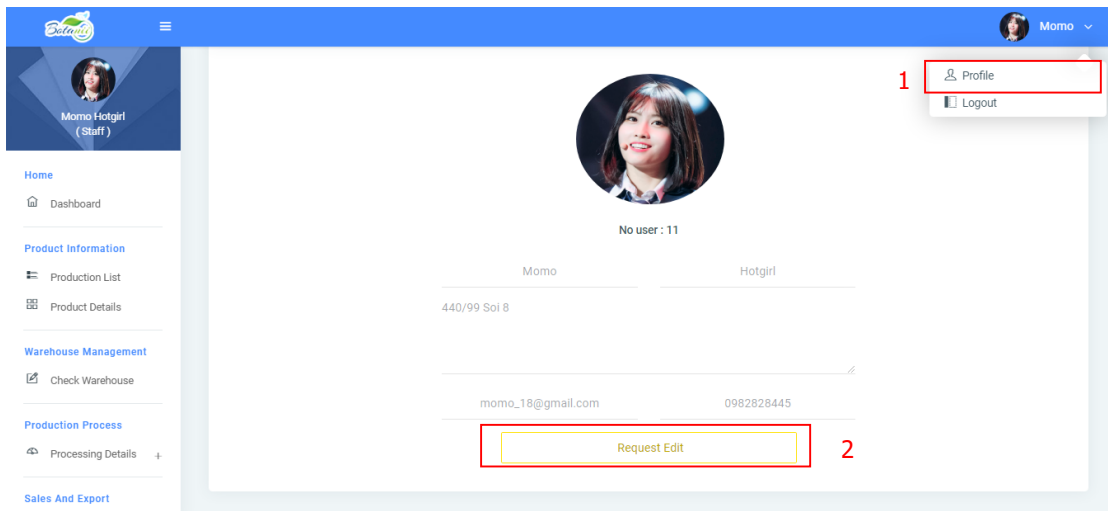 Botanic
Momo
1
Profile
Logout
Momo Hotgirl
( Staff )
Home
Dashboard
Product Information
Production List
Product Details
Warehouse Management
Check Warehouse
Production Process
Processing Details +
Sales And Export
No user : 11
Momo Hotgirl
440/99 Soi 8
momo_18@gmail.com 0982828445
Request Edit
2